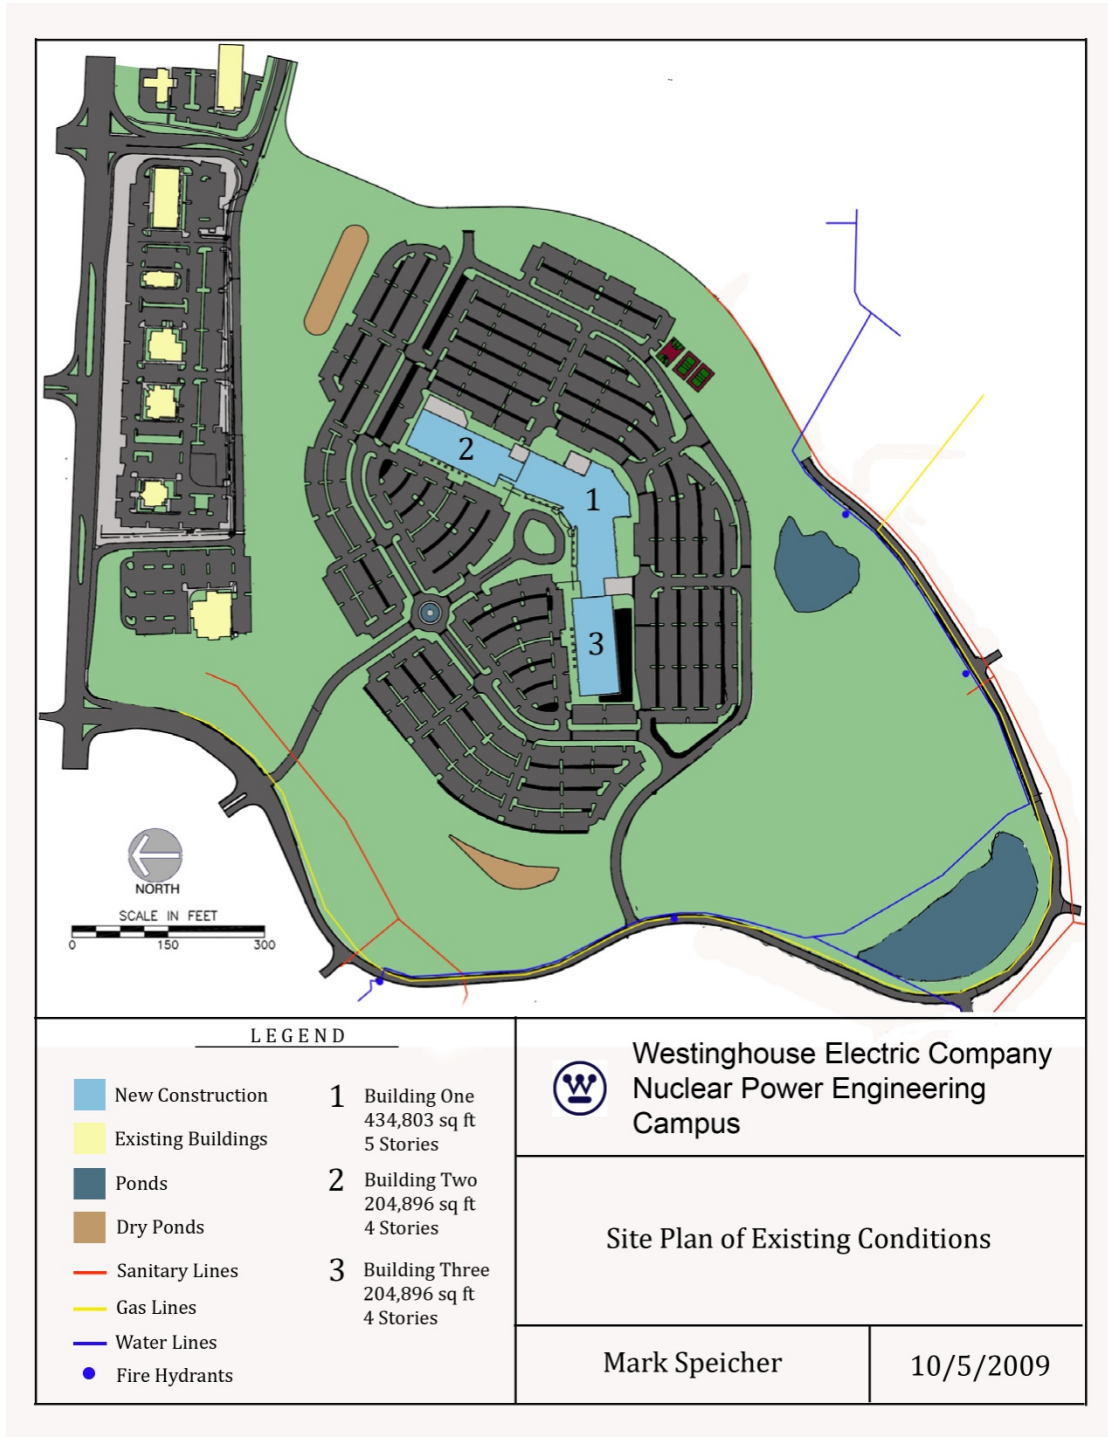 2
1
3
NORTH
SCALE IN FEET
0 150 300
LEGEND
New Construction
Existing Buildings
Ponds
Dry Ponds
Sanitary Lines
Gas Lines
Water Lines
Fire Hydrants
1 Building One
434,803 sq ft
5 Stories
2 Building Two
204,896 sq ft
4 Stories
3 Building Three
204,896 sq ft
4 Stories
W
Westinghouse Electric Company
Nuclear Power Engineering
Campus
Site Plan of Existing Conditions
Mark Speicher
10/5/2009